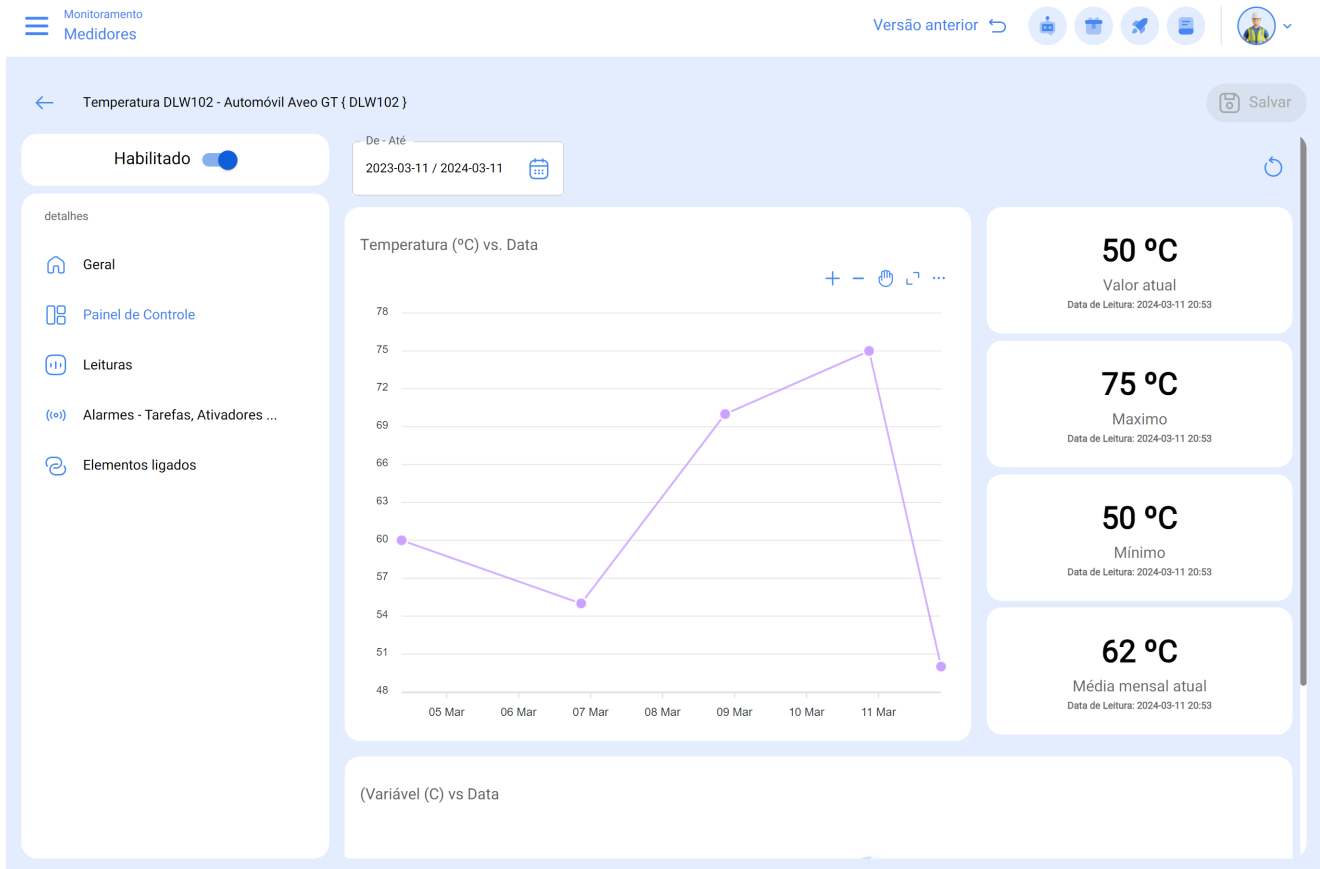 Monitoramento
Medidores
Versão anterior
Temperatura DLW102 - Automóvil Aveo GT { DLW102 }
Salvar
Habilitado
De - Até
2023-03-11 / 2024-03-11
detalhes
Geral
Painel de Controle
Leituras
Alarmes - Tarefas, Ativadores ...
Elementos ligados
Temperatura (ºC) vs. Data
78
75
72
69
66
63
60
57
54
51
48
05 Mar
06 Mar
07 Mar
08 Mar
09 Mar
10 Mar
11 Mar
50 ºC
Valor atual
Data de Leitura: 2024-03-11 20:53
75 ºC
Maximo
Data de Leitura: 2024-03-11 20:53
50 ºC
Mínimo
Data de Leitura: 2024-03-11 20:53
62 ºC
Média mensal atual
Data de Leitura: 2024-03-11 20:53
(Variável (C) vs Data